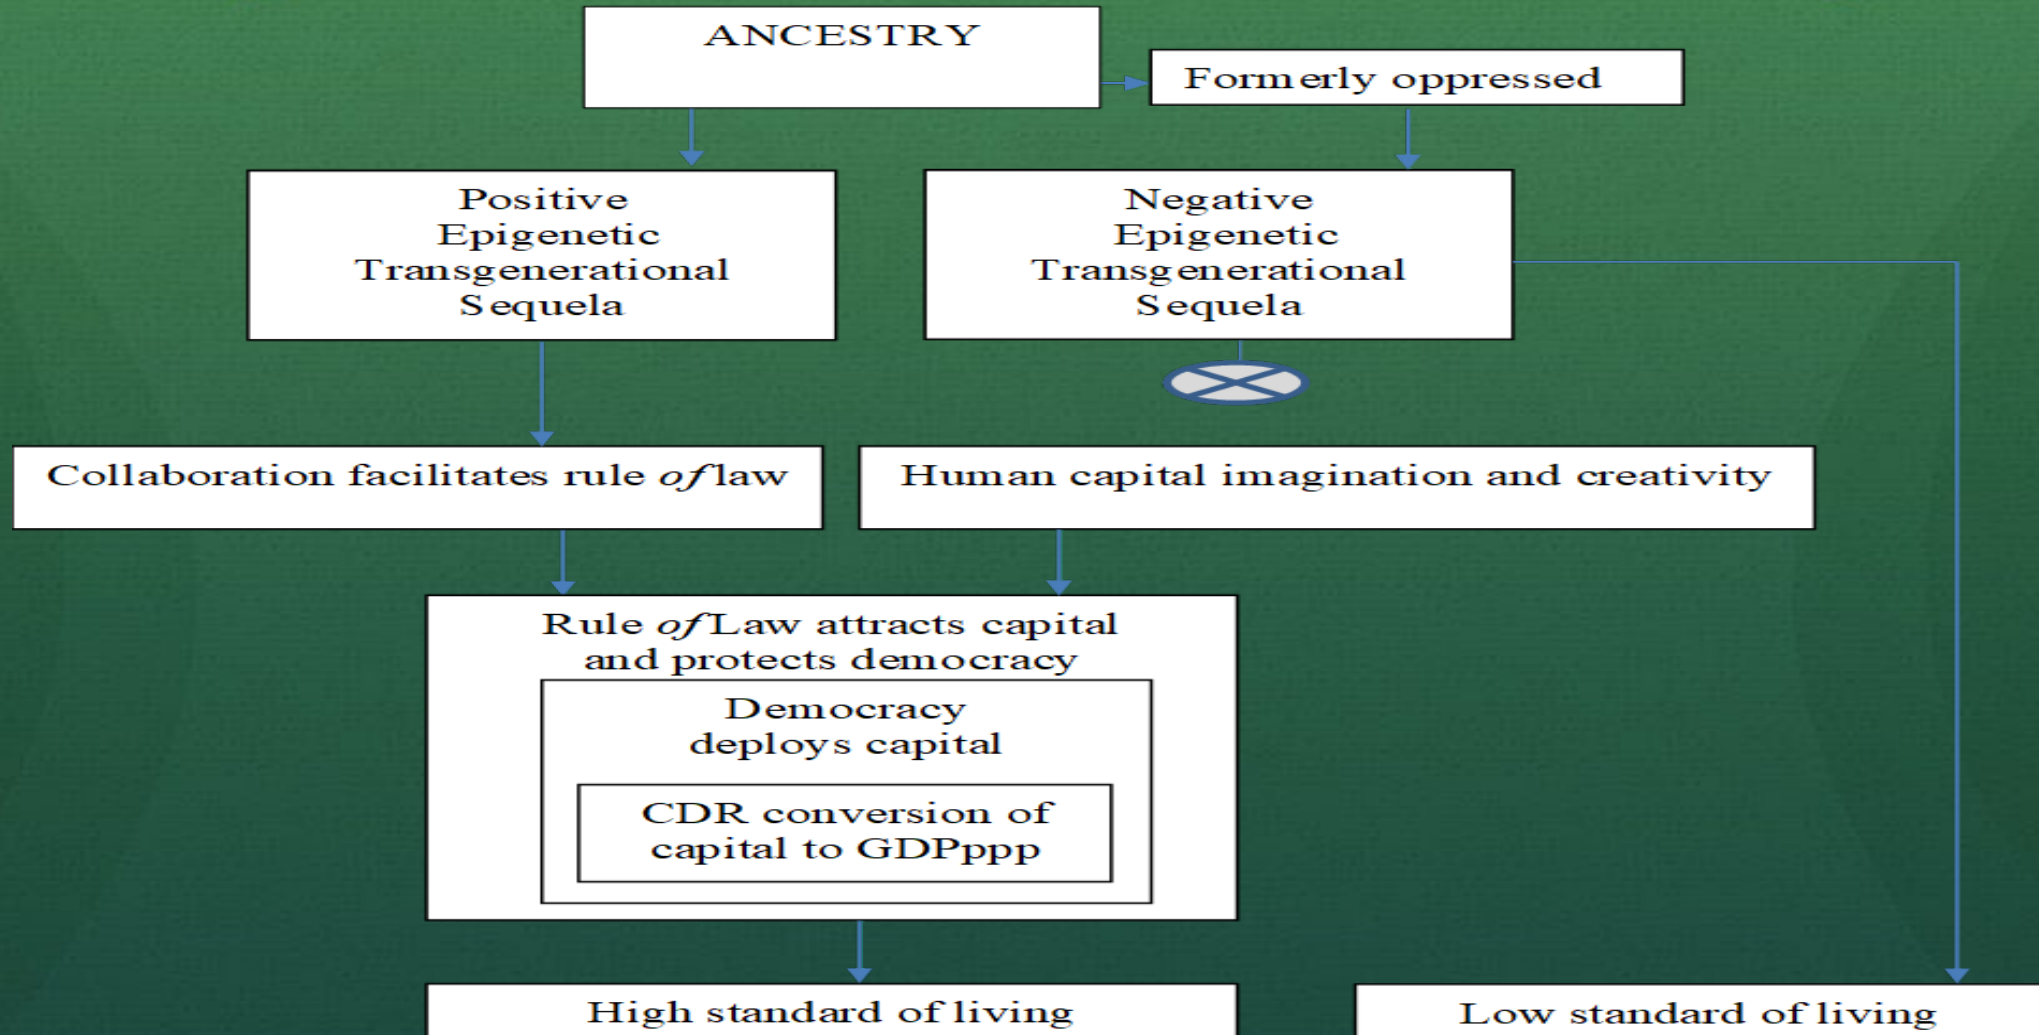 ANCESTRY
Formerly oppressed
Positive
Epigenetic
Transgenerational
Sequela
Negative
Epigenetic
Transgenerational
Sequela
Collaboration facilitates rule of law
Human capital imagination and creativity
Rule of Law attracts capital
and protects democracy
Democracy
deploys capital
CDR conversion of
capital to GDPppp
High standard of living
Low standard of living